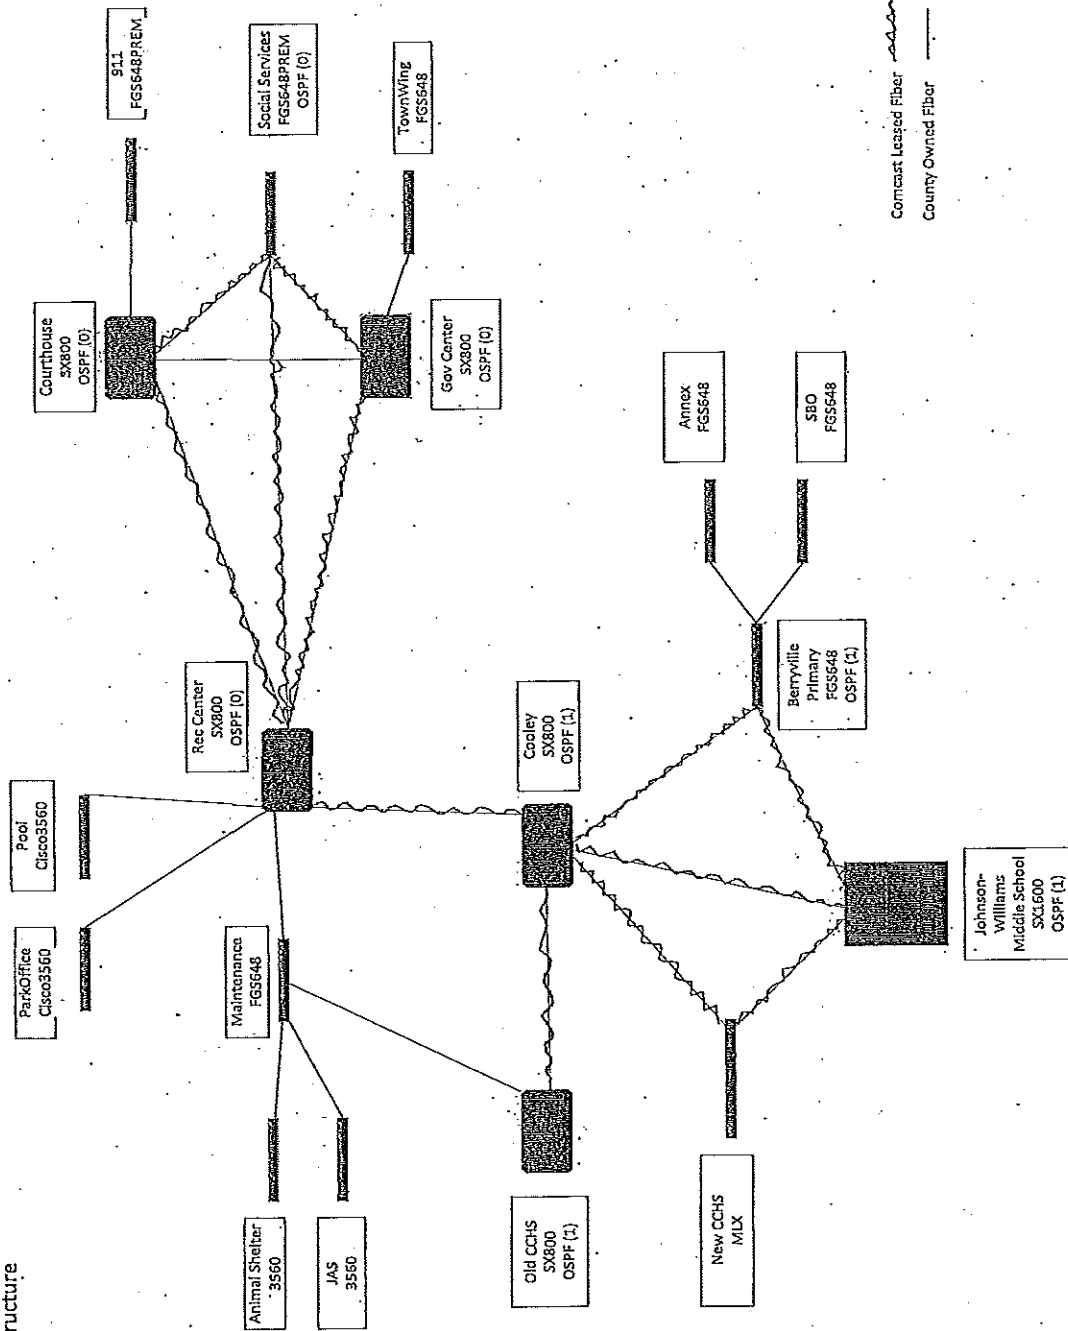 ructure
ParkOffice
Cisco3560
Pool
Cisco3560
Courthouse
SX800
OSPF (0)
911
FGS648PREM
Rec Center
SX800
OSPF (0)
Maintenance
FGS648
Animal Shelter
3560
Social Services
FGS648PREM
OSPF (0)
JAS
3560
TownWing
FGS648
Gov Center
SX800
OSPF (0)
Old CCHS
SX800
OSPF (1)
Cooley
SX800
OSPF (1)
Annex
FGS648
New CCHS
MLX
Berryville
Primary
FGS648
OSPF (1)
SBO
FGS648
Comcast Leased Fiber
County Owned Fiber
Johnson-
Williams
Middle School
SX1600
OSPF (1)